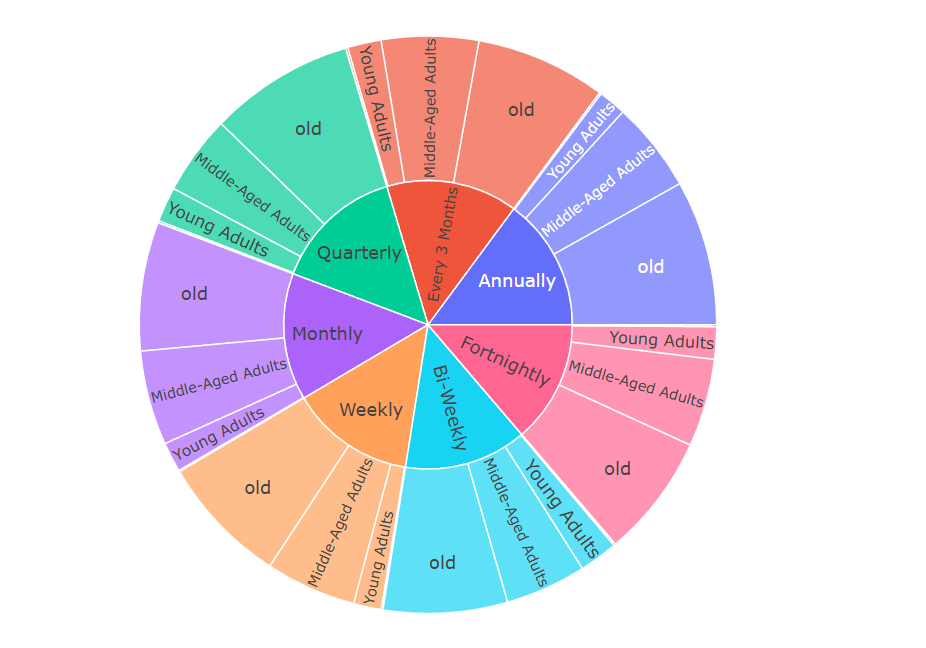 Annually
old
Middle-Aged Adults
Young Adults
Every 3 Months
old
Middle-Aged Adults
Young Adults
Quarterly
old
Middle-Aged Adults
Young Adults
Monthly
old
Middle-Aged Adults
Young Adults
Weekly
old
Middle-Aged Adults
Young Adults
Bi-Weekly
old
Middle-Aged Adults
Young Adults
Fortnightly
old
Middle-Aged Adults
Young Adults